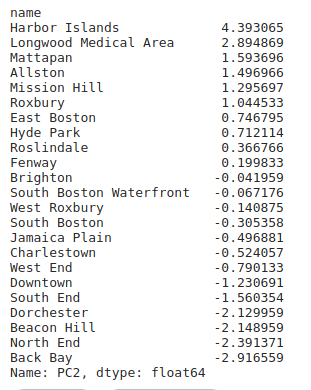 name
Harbor Islands 4.393065
Longwood Medical Area 2.894869
Mattapan 1.593696
Allston 1.496966
Mission Hill 1.295697
Roxbury 1.044533
East Boston 0.746795
Hyde Park 0.712114
Roslindale 0.366766
Fenway 0.199833
Brighton -0.041959
South Boston Waterfront -0.067176
West Roxbury -0.140875
South Boston -0.305358
Jamaica Plain -0.496881
Charlestown -0.524057
West End -0.790133
Downtown -1.230691
South End -1.560354
Dorchester -2.129959
Beacon Hill -2.148959
North End -2.391371
Back Bay -2.916559
Name: PC2, dtype: float64